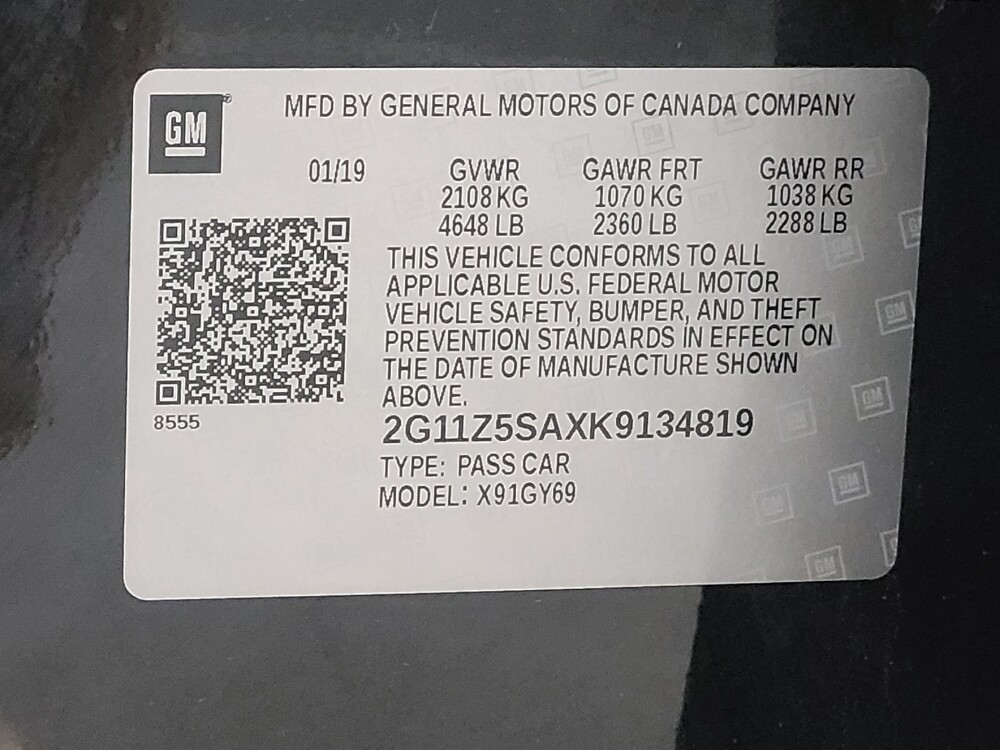 GM
MFD BY GENERAL MOTORS OF CANADA COMPANY
01/19 GVWR GAWR FRT GAWR RR
2108 KG 1070 KG 1038 KG
4648 LB 2360 LB 2288 LB
THIS VEHICLE CONFORMS TO ALL
APPLICABLE U.S. FEDERAL MOTOR
VEHICLE SAFETY, BUMPER, AND THEFT
PREVENTION STANDARDS IN EFFECT ON
THE DATE OF MANUFACTURE SHOWN
ABOVE.
8555
2G11Z5SAXK9134819
TYPE: PASS CAR
MODEL: X91GY69